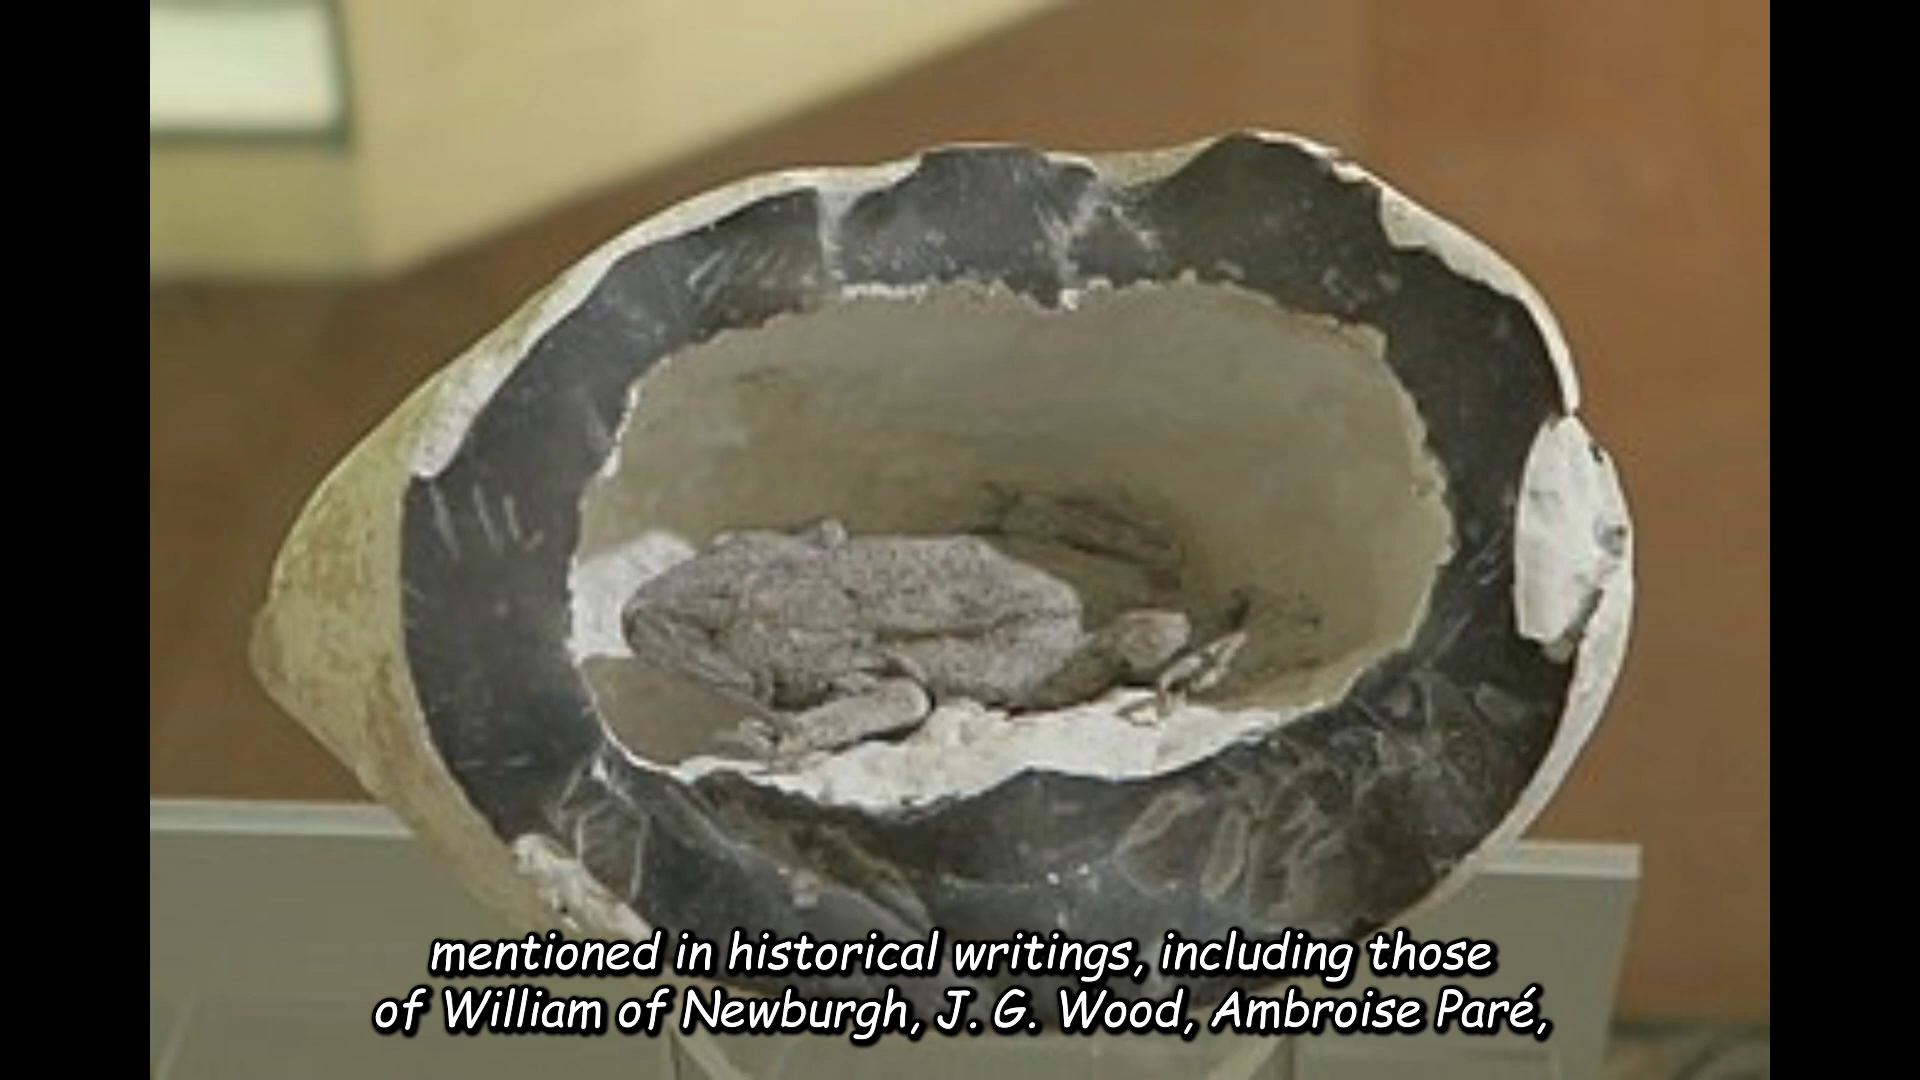 mentioned in historical writings, including those
of William of Newburgh, J. G. Wood, Ambroise Paré,